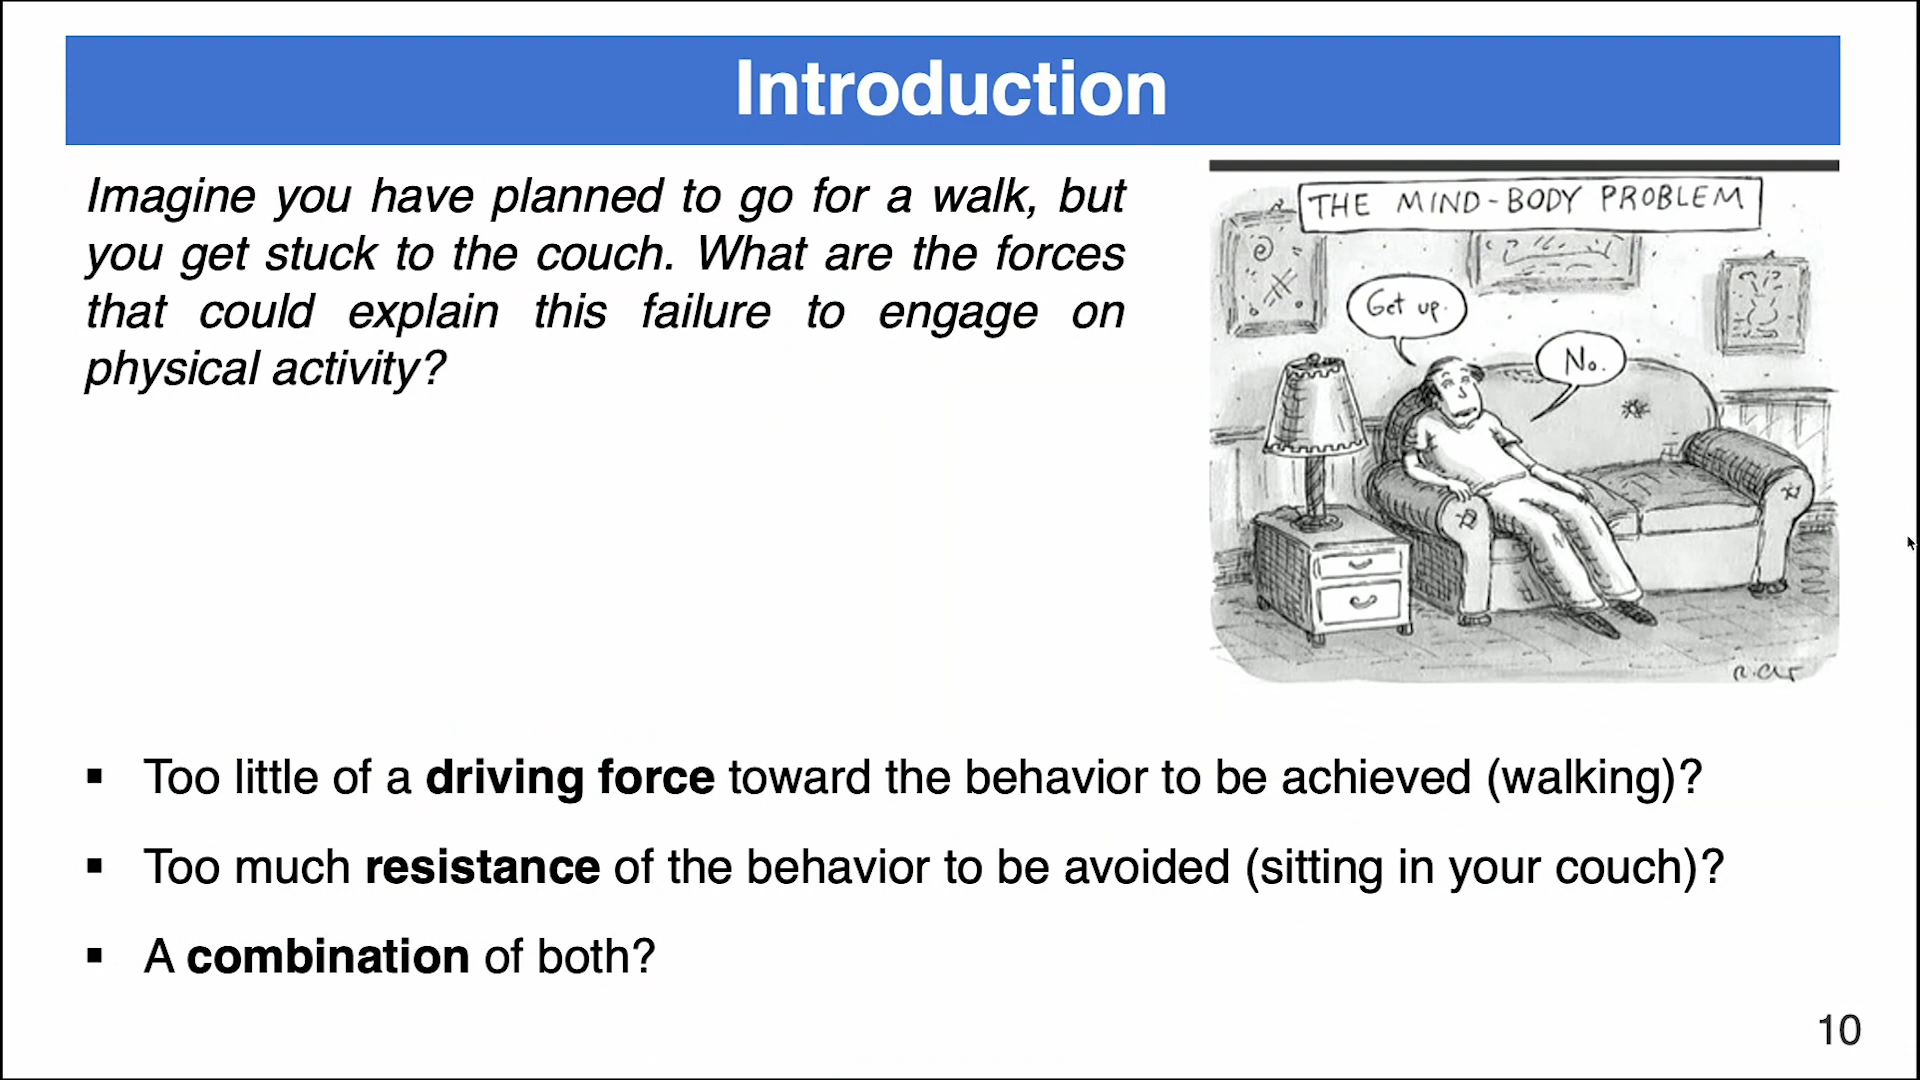 Introduction
Imagine you have planned to go for a walk, but
you get stuck to the couch. What are the forces
that could explain this failure to engage on
physical activity?
THE MIND-BODY PROBLEM
Get up.
No.
▪ Too little of a driving force toward the behavior to be achieved (walking)?
▪ Too much resistance of the behavior to be avoided (sitting in your couch)?
▪ A combination of both?
10